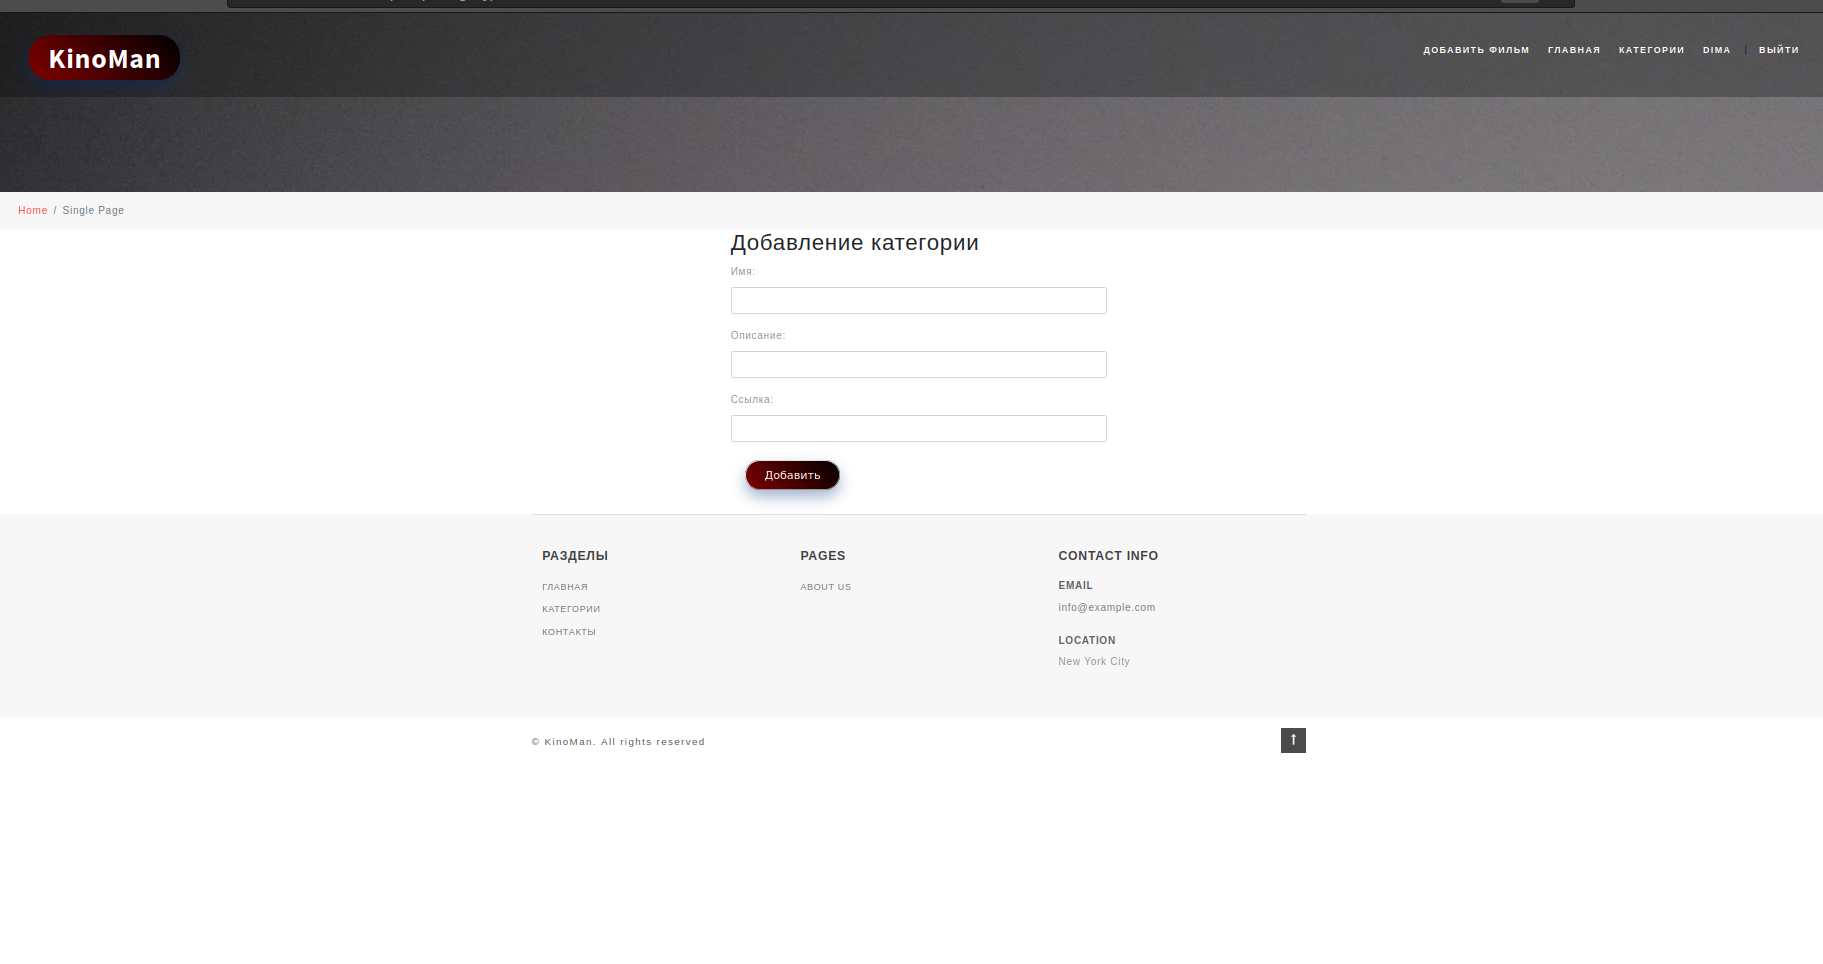 KinoMan
ДОБАВИТЬ ФИЛЬМ ГЛАВНАЯ КАТЕГОРИИ DIMA | ВЫЙТИ
Home / Single Page
Добавление категории
Имя:
Описание:
Ссылка:
Добавить
РАЗДЕЛЫ
ГЛАВНАЯ
КАТЕГОРИИ
КОНТАКТЫ
PAGES
ABOUT US
CONTACT INFO
EMAIL
info@example.com
LOCATION
New York City
© KinoMan. All rights reserved